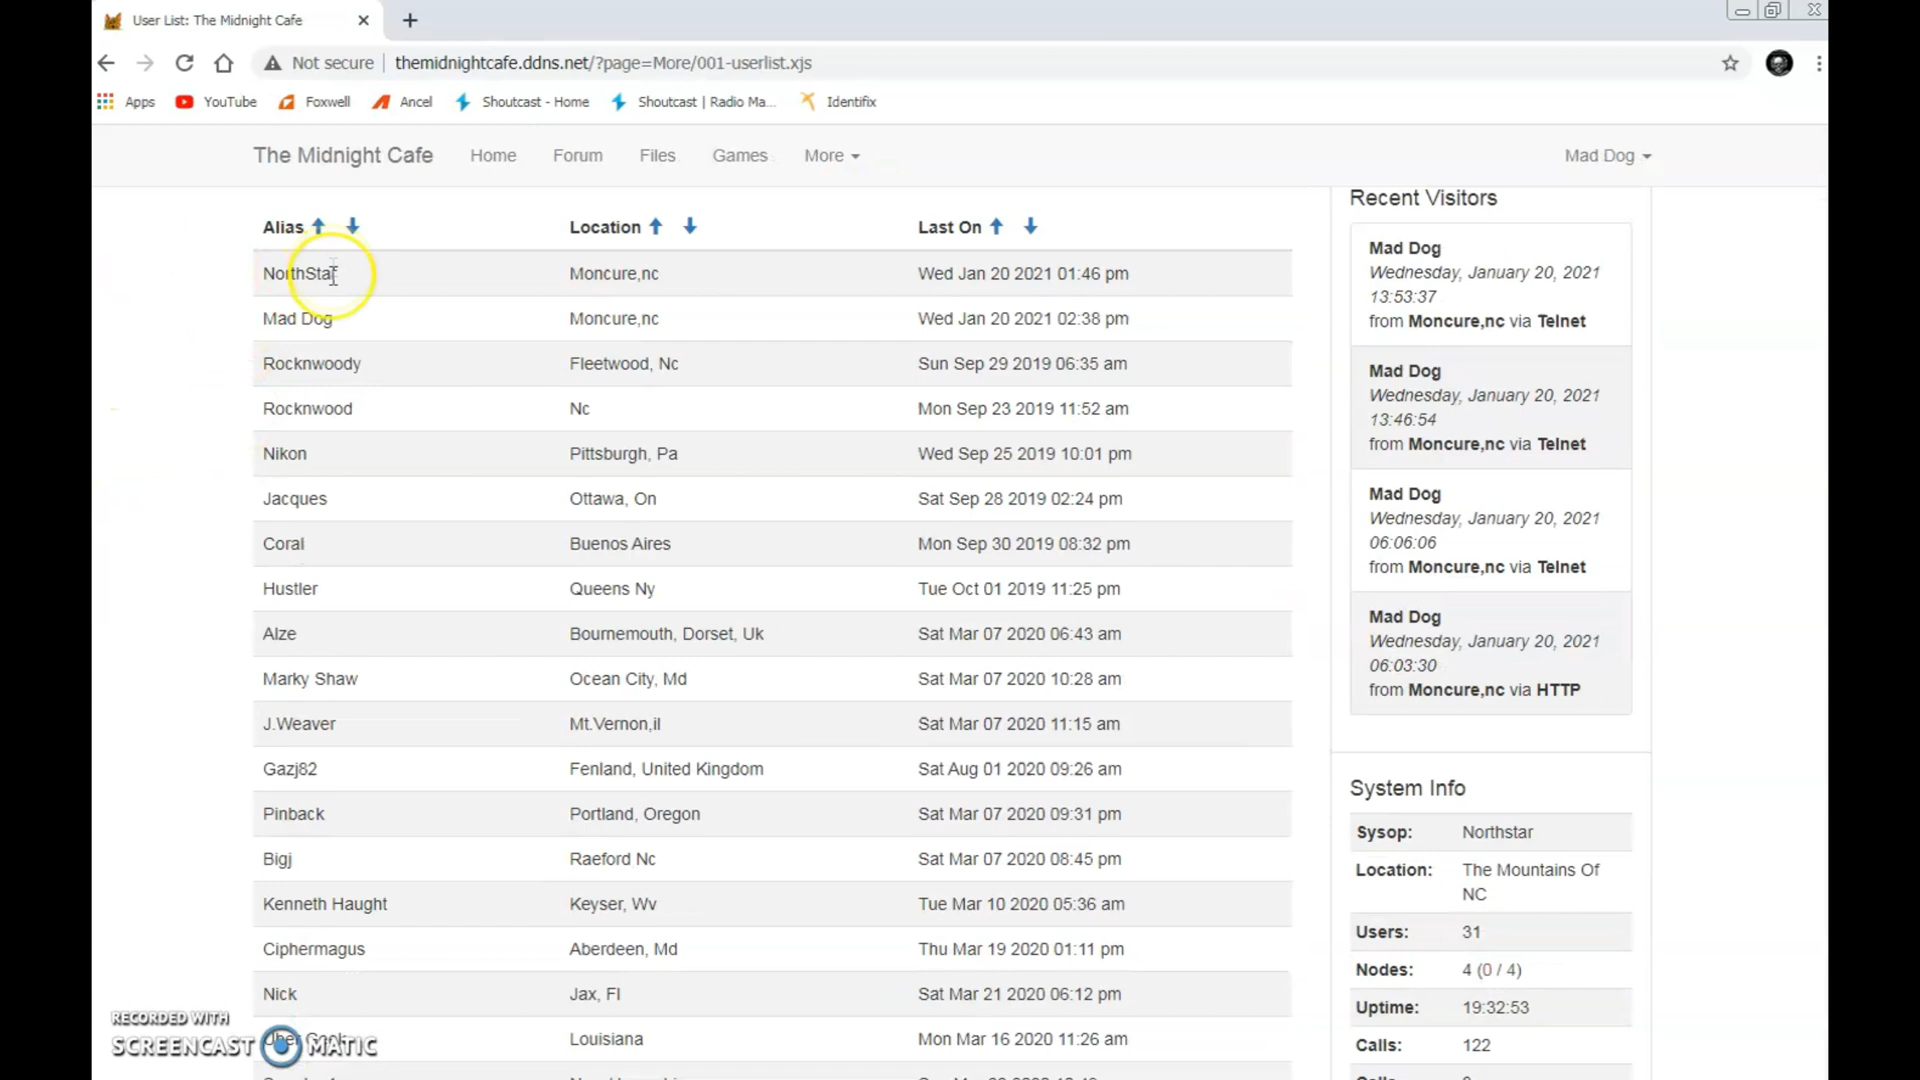 User List: The Midnight Cafe
Not secure themidnightcafe.ddns.net/?page=More/001-userlist.xjs
Apps YouTube Foxwell Ancel Shoutcast - Home Shoutcast | Radio Ma... Identifix
The Midnight Cafe Home Forum Files Games More Mad Dog
Alias Location Last On
NorthStar Moncure,nc Wed Jan 20 2021 01:46 pm
Mad Dog Moncure,nc Wed Jan 20 2021 02:38 pm
Rocknwoody Fleetwood, Nc Sun Sep 29 2019 06:35 am
Rocknwood Nc Mon Sep 23 2019 11:52 am
Nikon Pittsburgh, Pa Wed Sep 25 2019 10:01 pm
Jacques Ottawa, On Sat Sep 28 2019 02:24 pm
Coral Buenos Aires Mon Sep 30 2019 08:32 pm
Hustler Queens Ny Tue Oct 01 2019 11:25 pm
Alze Bournemouth, Dorset, Uk Sat Mar 07 2020 06:43 am
Marky Shaw Ocean City, Md Sat Mar 07 2020 10:28 am
J.Weaver Mt.Vernon,il Sat Mar 07 2020 11:15 am
Gazj82 Fenland, United Kingdom Sat Aug 01 2020 09:26 am
Pinback Portland, Oregon Sat Mar 07 2020 09:31 pm
Bigj Raeford Nc Sat Mar 07 2020 08:45 pm
Kenneth Haught Keyser, Wv Tue Mar 10 2020 05:36 am
Ciphermagus Aberdeen, Md Thu Mar 19 2020 01:11 pm
Nick Jax, Fl Sat Mar 21 2020 06:12 pm
Louisiana Mon Mar 16 2020 11:26 am
Recent Visitors
Mad Dog
Wednesday, January 20, 2021
13:53:37
from Moncure,nc via Telnet
Mad Dog
Wednesday, January 20, 2021
13:46:54
from Moncure,nc via Telnet
Mad Dog
Wednesday, January 20, 2021
06:06:06
from Moncure,nc via Telnet
Mad Dog
Wednesday, January 20, 2021
06:03:30
from Moncure,nc via HTTP
System Info
Sysop: Northstar
Location: The Mountains Of
NC
Users: 31
Nodes: 4 (0 / 4)
Uptime: 19:32:53
Calls: 122
RECORDED WITH
SCREENCAST MATIC